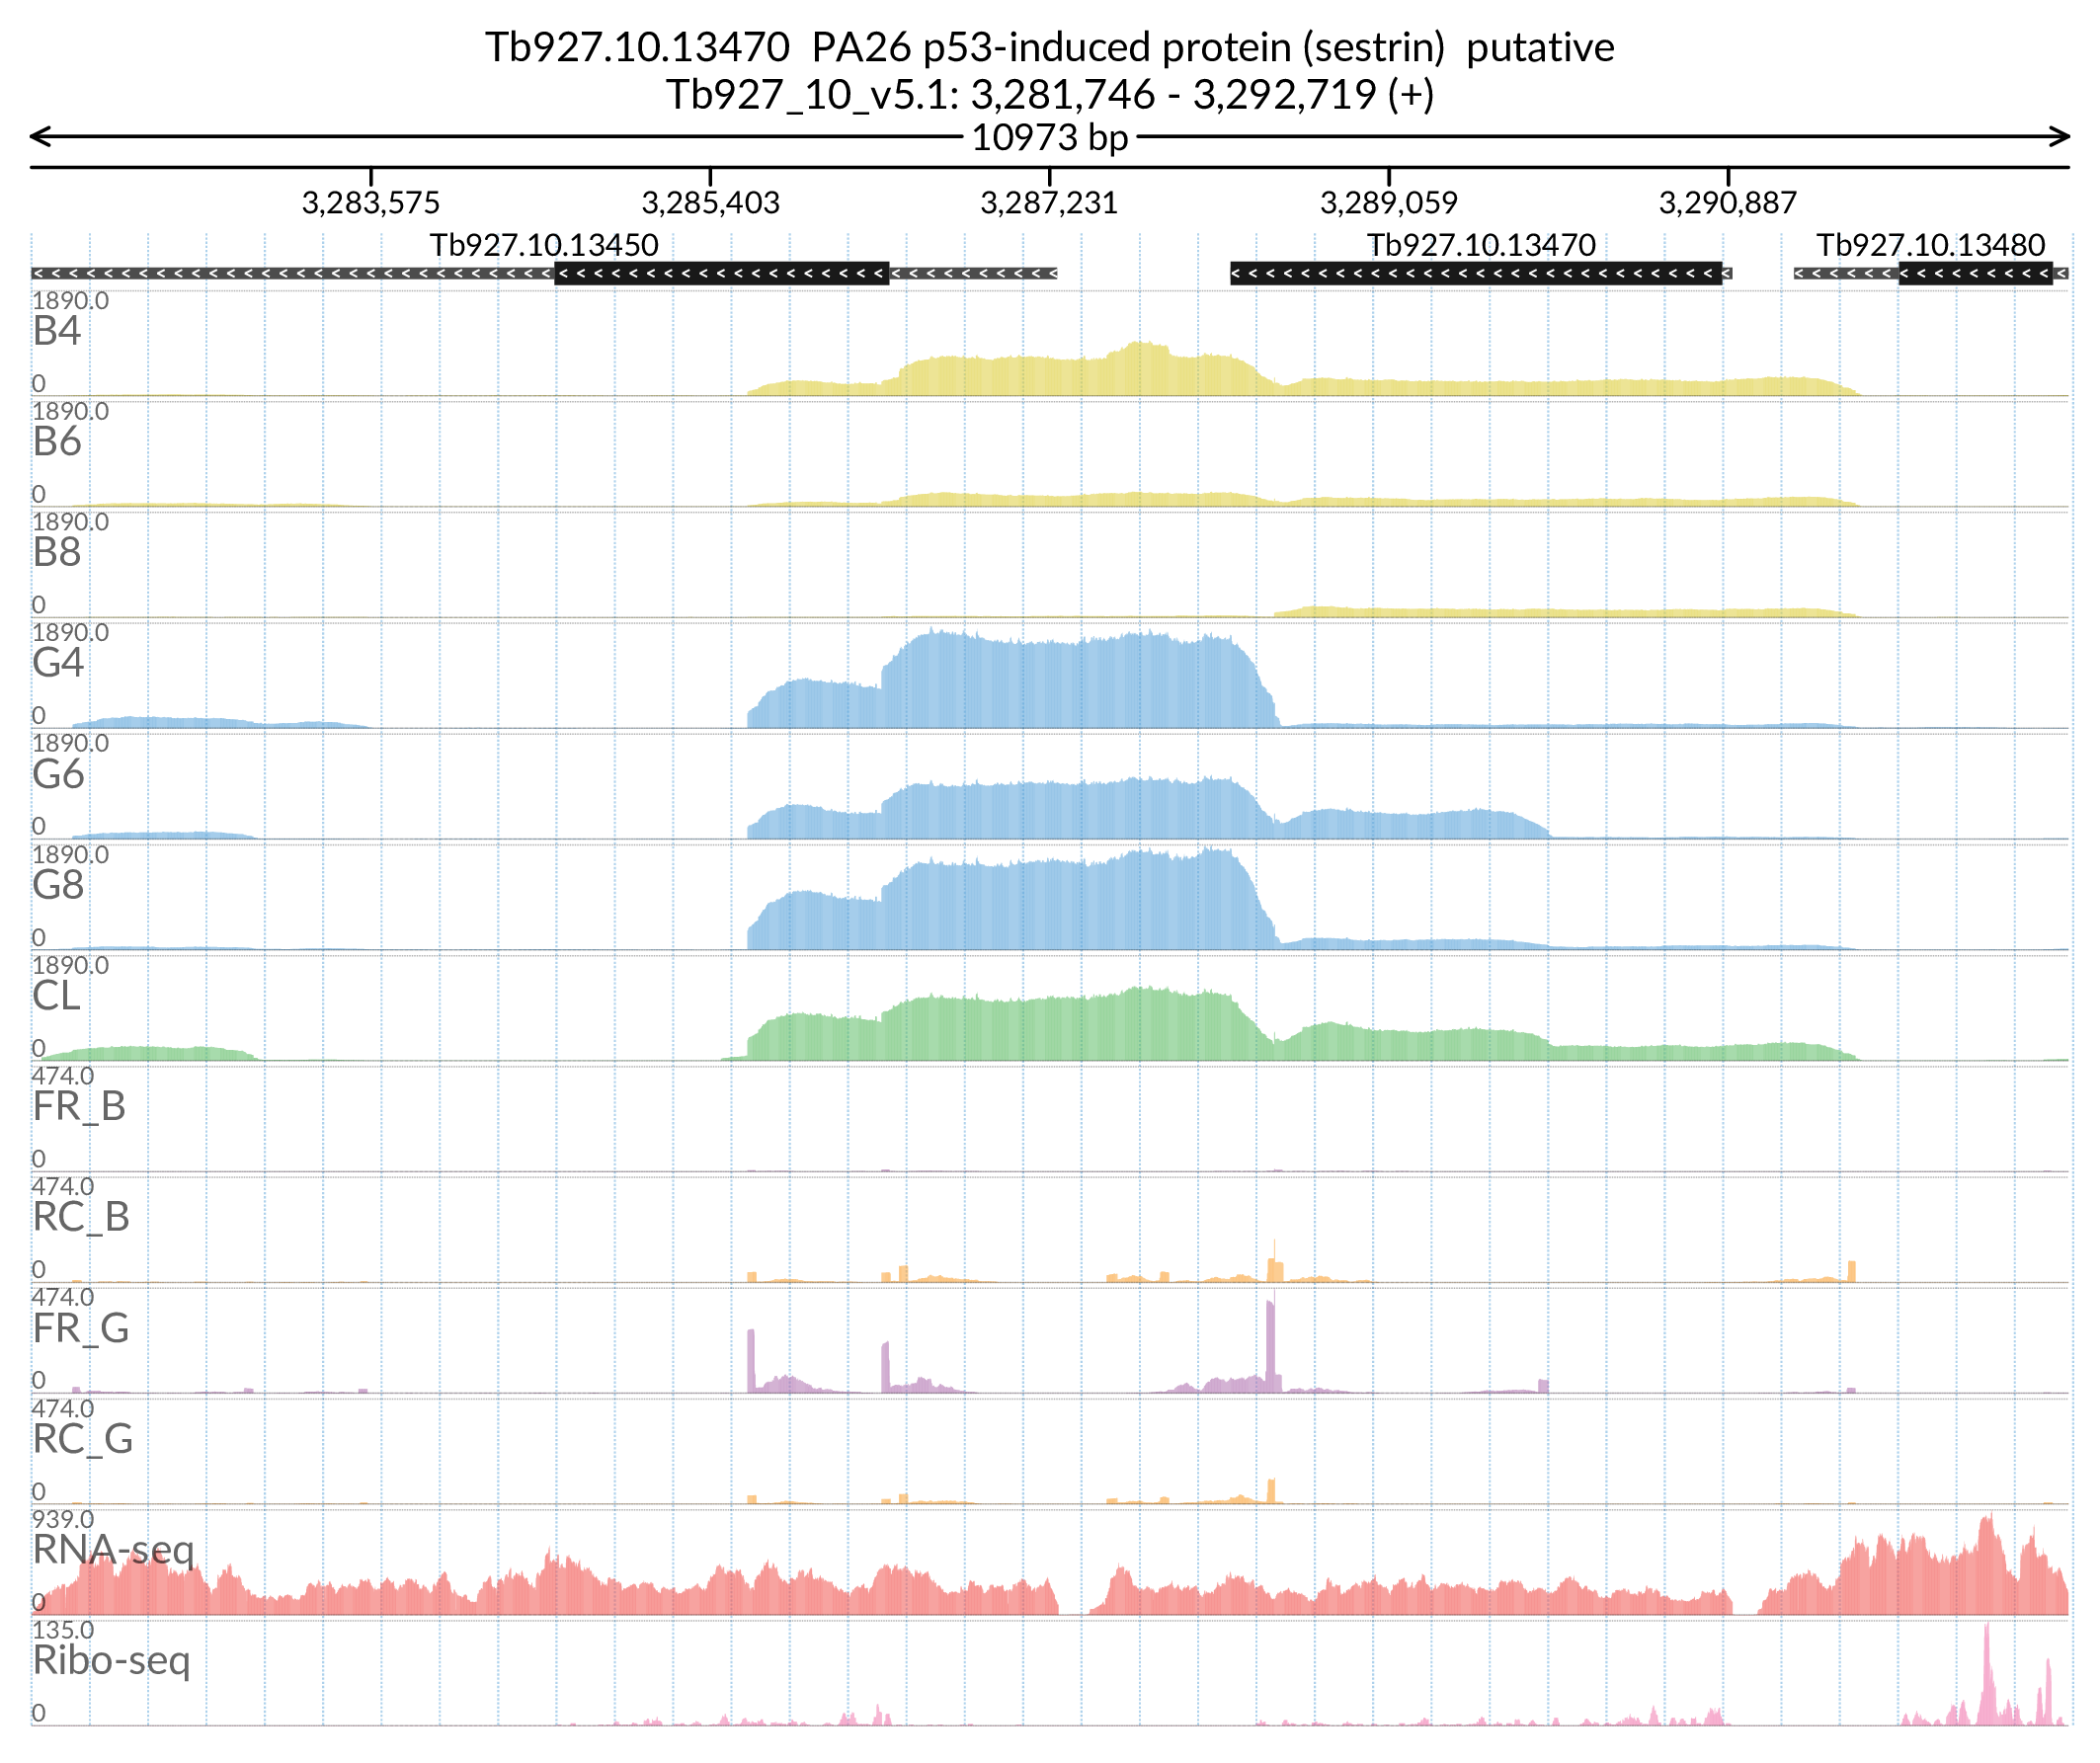 Tb927.10.13470 PA26 p53-induced protein (sestrin) putative
Tb927_10_v5.1: 3,281,746 - 3,292,719 (+)
10973 bp
3,283,575 3,285,403 3,287,231 3,289,059 3,290,887
Tb927.10.13450 Tb927.10.13470 Tb927.10.13480
1890.0
B4
0
1890.0
B6
0
1890.0
B8
0
1890.0
G4
0
1890.0
G6
0
1890.0
G8
0
1890.0
CL
0
474.0
FR_B
0
474.0
RC_B
0
474.0
FR_G
0
474.0
RC_G
0
939.0
RNA-seq
0
135.0
Ribo-seq
0